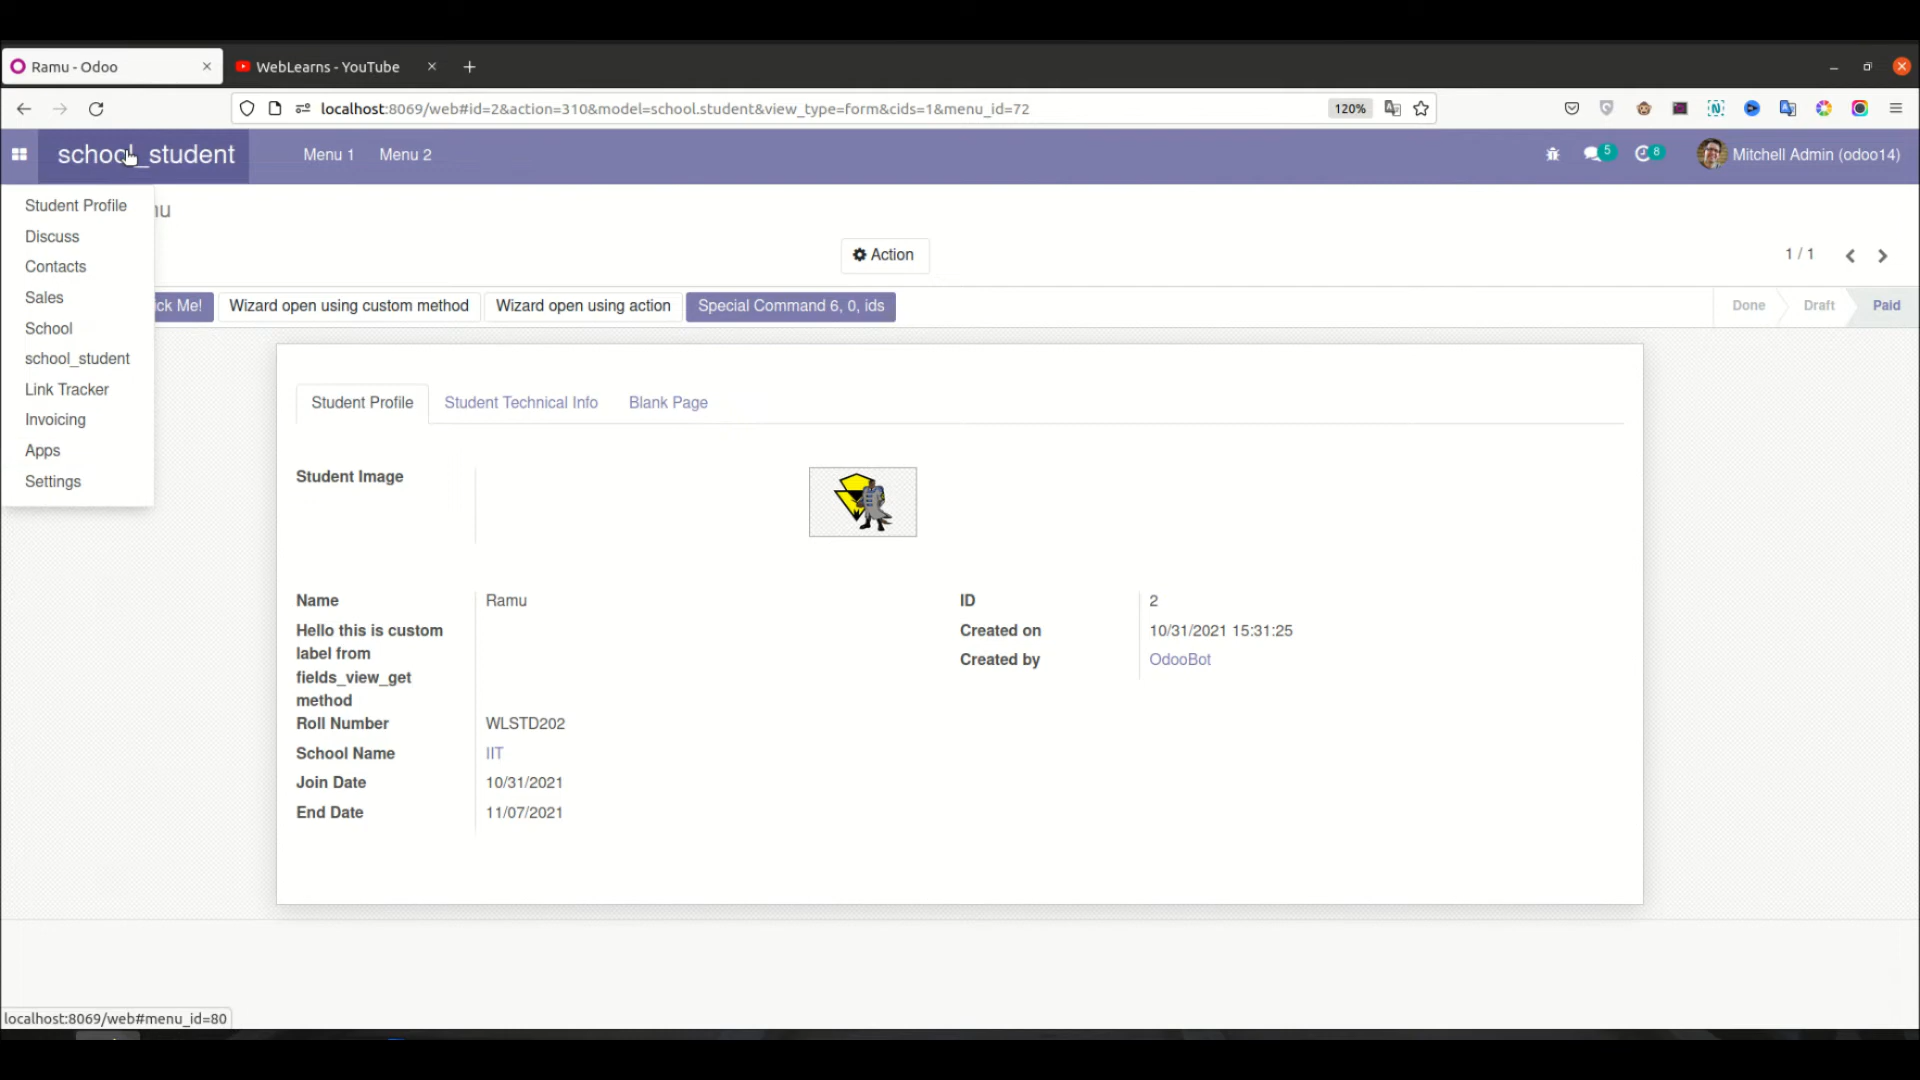 Ramu - Odoo
WebLearns - YouTube
localhost:8069/web#id=2&action=310&model=school.student&view_type=form&cids=1&menu_id=72
120%
school_student
Menu 1
Menu 2
5
8
Mitchell Admin (odoo14)
Student Profile
Discuss
Contacts
Sales
School
school_student
Link Tracker
Invoicing
Apps
Settings
Action
1 / 1
Me!
Wizard open using custom method
Wizard open using action
Special Command 6, 0, ids
Done
Draft
Paid
Student Profile
Student Technical Info
Blank Page
Student Image
Name
Ramu
Hello this is custom
label from
fields_view_get
method
Roll Number
WLSTD202
School Name
IIT
Join Date
10/31/2021
End Date
11/07/2021
ID
2
Created on
10/31/2021 15:31:25
Created by
OdooBot
localhost:8069/web#menu_id=80